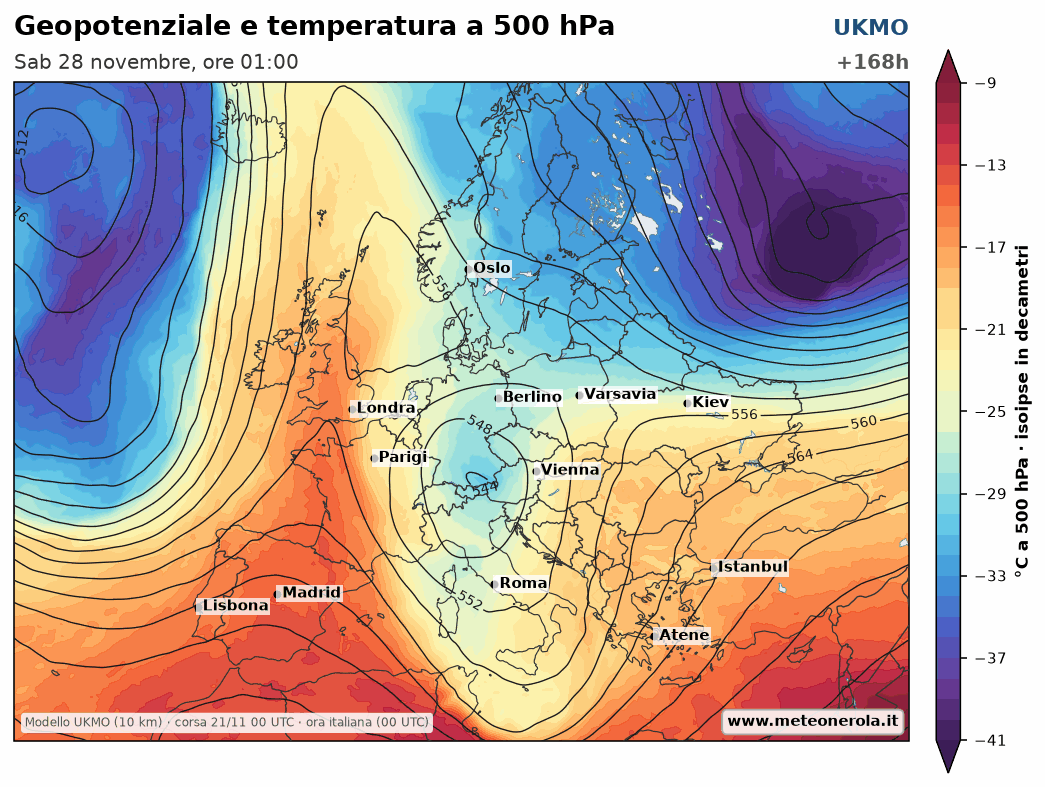 Geopotenziale e temperatura a 500 hPa
UKMO
Sab 28 novembre, ore 01:00
+168h
512
16
Oslo
556
Londra
Berlino
Varsavia
Kiev
556
560
548
564
Parigi
Vienna
544
Istanbul
Roma
552
Madrid
Lisbona
Atene
Modello UKMO (10 km) · corsa 21/11 00 UTC · ora italiana (00 UTC)
www.meteonerola.it
−9
−13
−17
−21
−25
−29
−33
−37
−41
°C a 500 hPa · isoipse in decametri